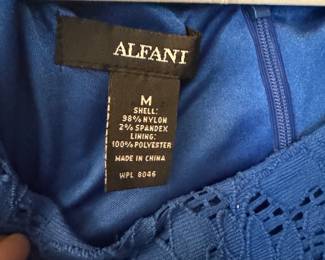 ALFANI
M
SHELL:
98% NYLON
2% SPANDEX
LINING:
100% POLYESTER
MADE IN CHINA
WPL 8046